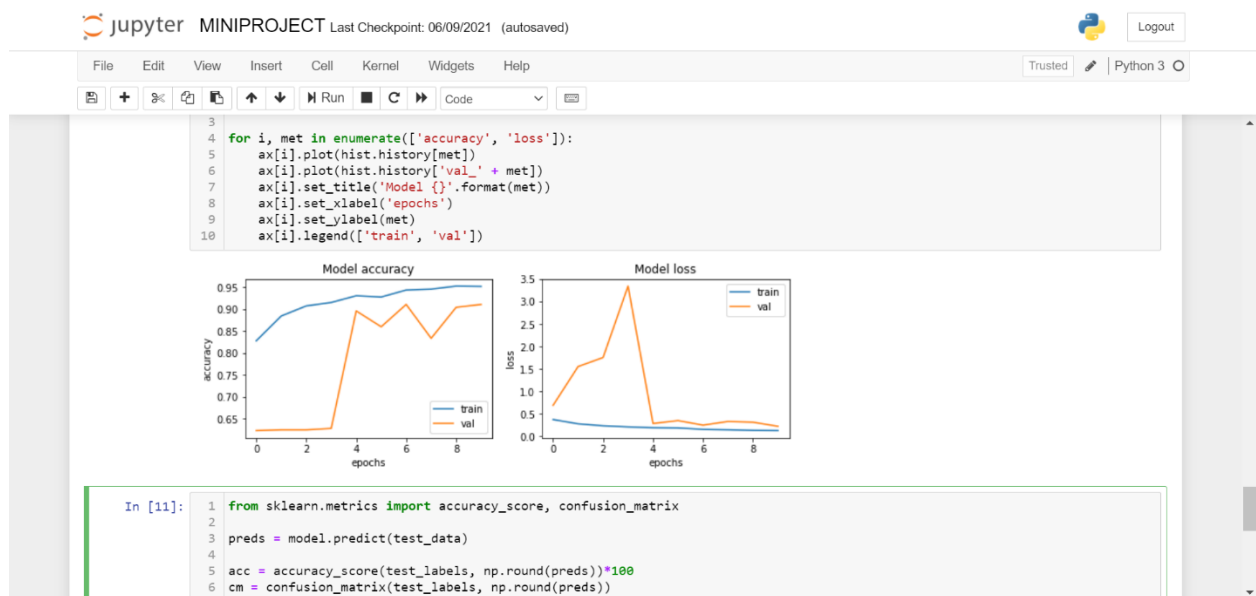 jupyter MINIPROJECT Last Checkpoint: 06/09/2021 (autosaved)
Logout
File Edit View Insert Cell Kernel Widgets Help
Trusted Python 3
Run Code
3
4 for i, met in enumerate(['accuracy', 'loss']):
5 ax[i].plot(hist.history[met])
6 ax[i].plot(hist.history['val_' + met])
7 ax[i].set_title('Model {}'.format(met))
8 ax[i].set_xlabel('epochs')
9 ax[i].set_ylabel(met)
10 ax[i].legend(['train', 'val'])
Model accuracy
0.95
0.90
0.85
0.80
0.75
0.70
0.65
accuracy
train
val
0 2 4 6 8
epochs
Model loss
3.5
3.0
2.5
2.0
1.5
1.0
0.5
0.0
loss
train
val
0 2 4 6 8
epochs
In [11]:
1 from sklearn.metrics import accuracy_score, confusion_matrix
2
3 preds = model.predict(test_data)
4
5 acc = accuracy_score(test_labels, np.round(preds))*100
6 cm = confusion_matrix(test_labels, np.round(preds))